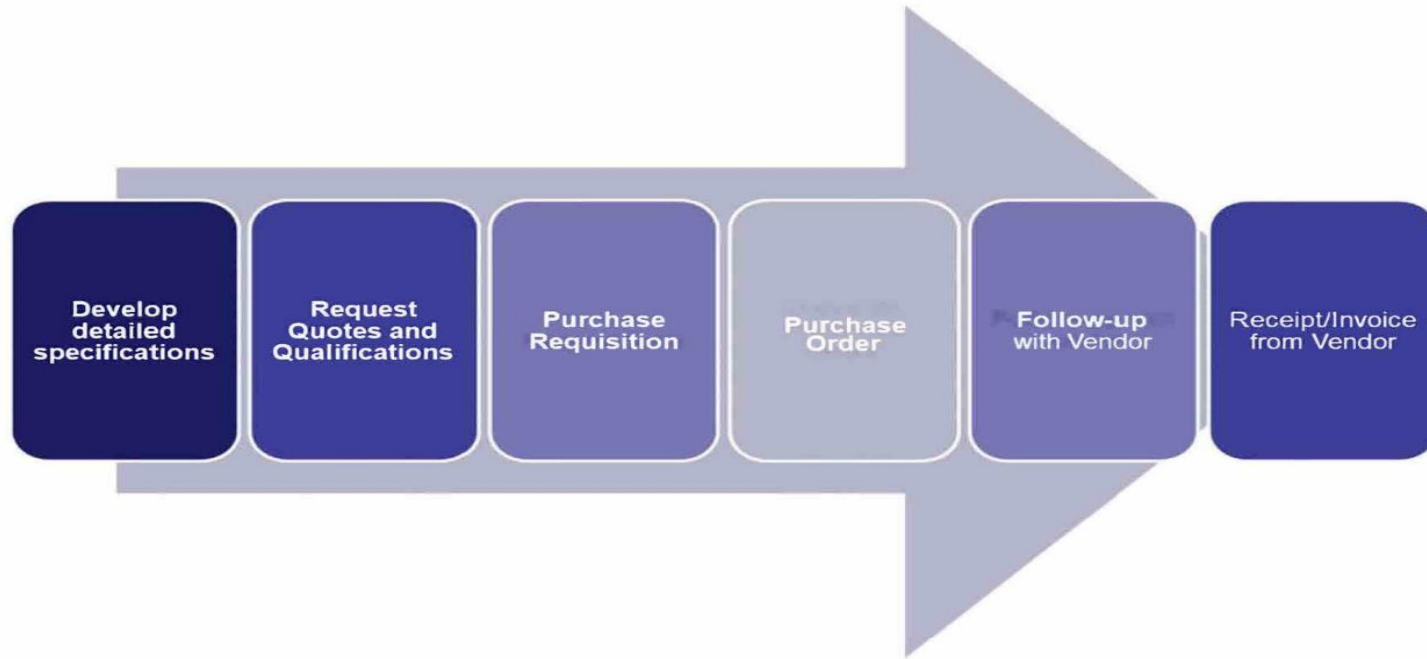 Develop
detailed
specifications
Request
Quotes and
Qualifications
Purchase
Requisition
Purchase
Order
Follow-up
with Vendor
Receipt/Invoice
from Vendor